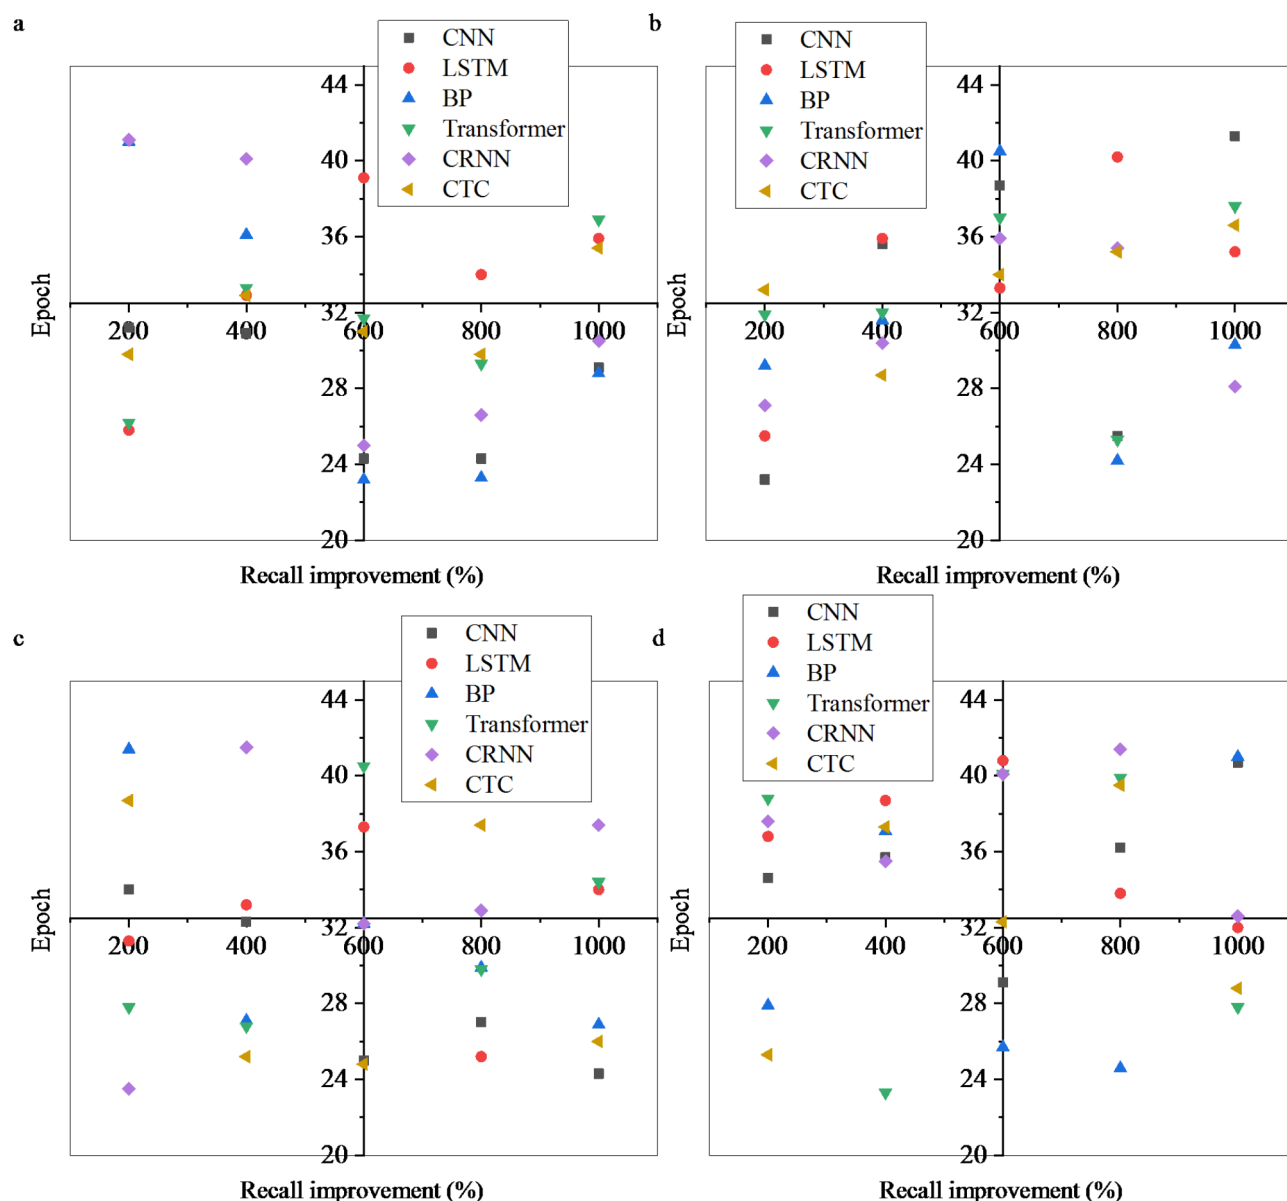 a
CNN
LSTM
BP
Transformer
CRNN
CTC
44
40
36
32
28
24
20
200
400
600
800
1000
Epoch
Recall improvement (%)
b
CNN
LSTM
BP
Transformer
CRNN
CTC
44
40
36
32
28
24
20
200
400
600
800
1000
Epoch
Recall improvement (%)
c
CNN
LSTM
BP
Transformer
CRNN
CTC
44
40
36
32
28
24
20
200
400
600
800
1000
Epoch
Recall improvement (%)
d
CNN
LSTM
BP
Transformer
CRNN
CTC
44
40
36
32
28
24
20
200
400
600
800
1000
Epoch
Recall improvement (%)